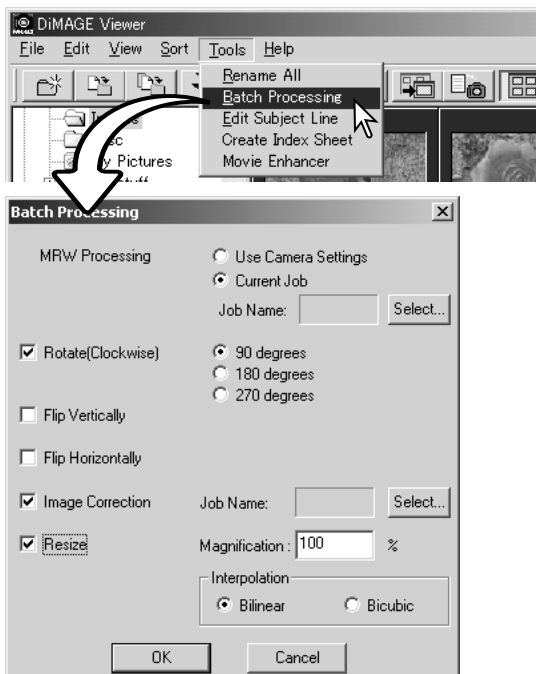 DiMAGE Viewer
File Edit View Sort Tools Help
Rename All
Batch Processing
Edit Subject Line
Create Index Sheet
Movie Enhancer
Pictures
Batch Processing
MRW Processing
Use Camera Settings
Current Job
Job Name: Select...
Rotate(Clockwise)
90 degrees
180 degrees
270 degrees
Flip Vertically
Flip Horizontally
Image Correction Job Name: Select...
Resize Magnification : 100 %
Interpolation
Bilinear Bicubic
OK Cancel